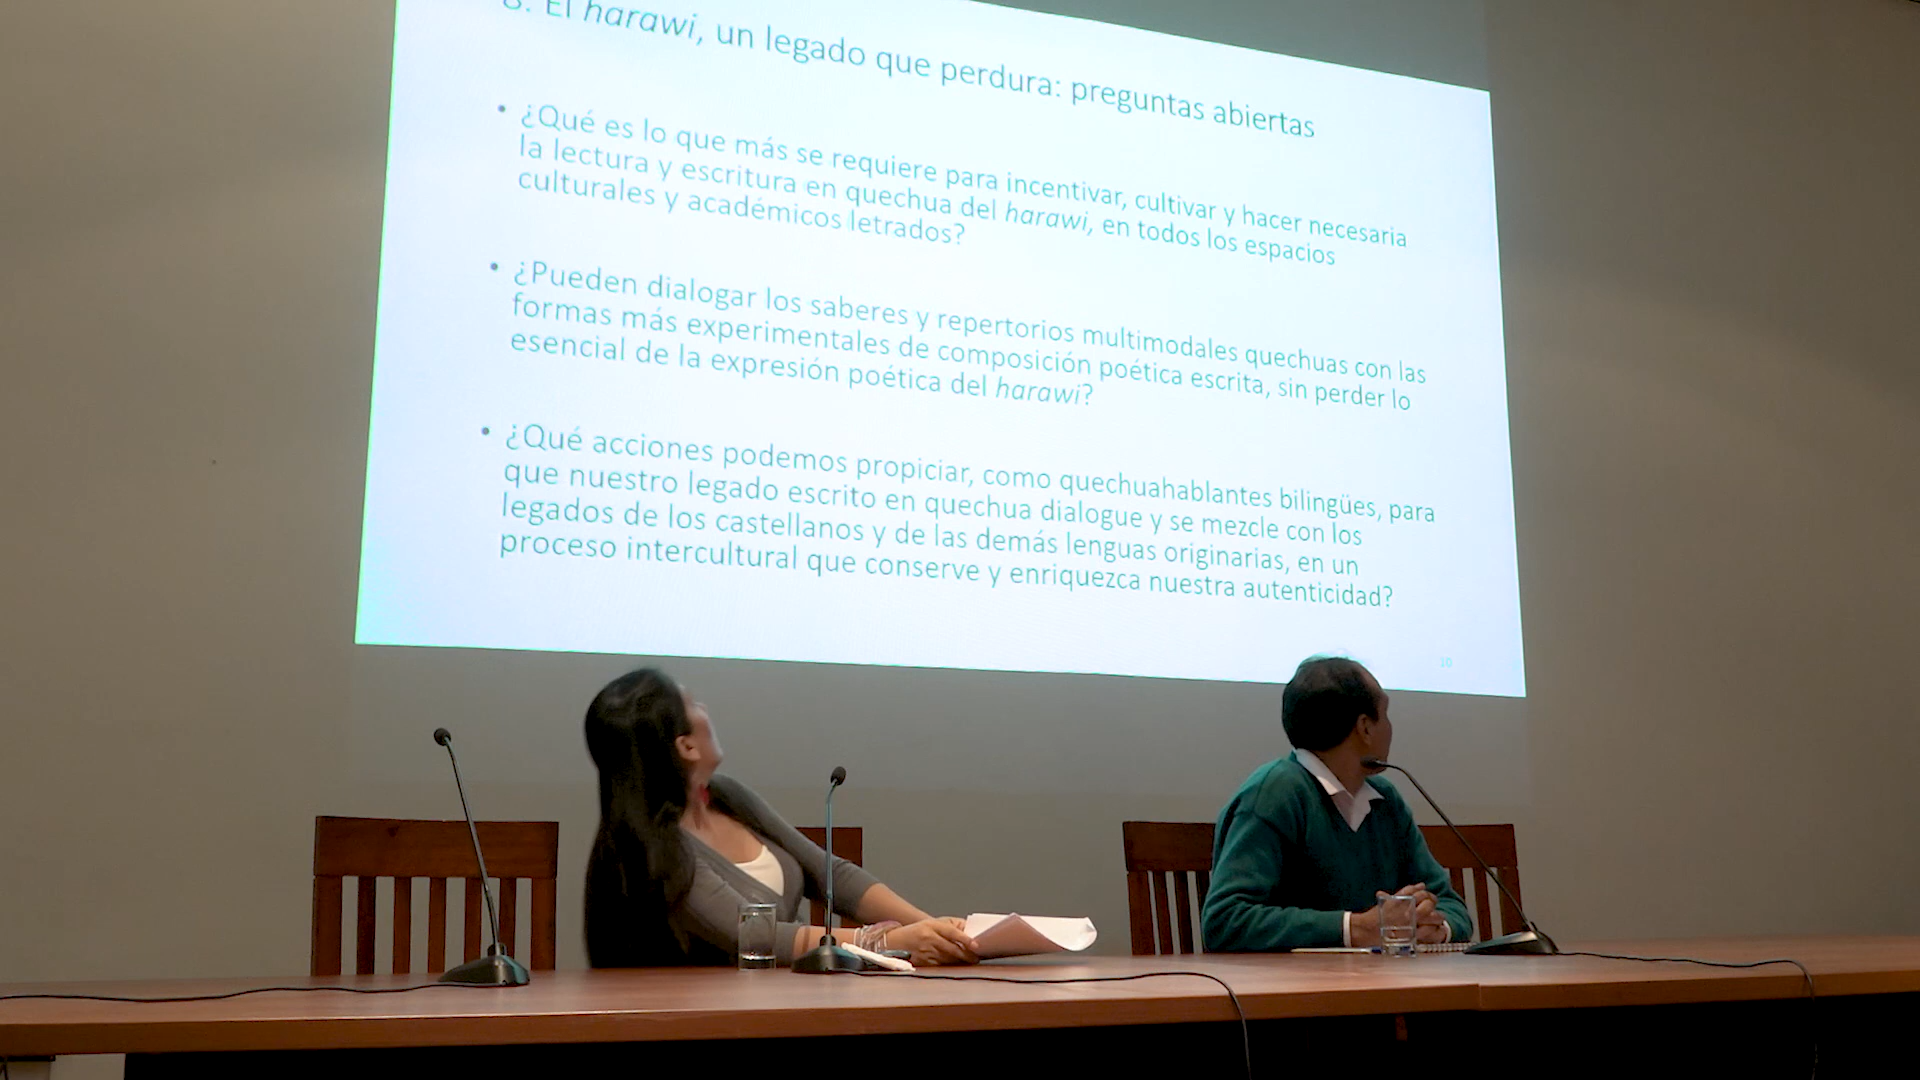 8. El harawi, un legado que perdura: preguntas abiertas
• ¿Qué es lo que más se requiere para incentivar, cultivar y hacer necesaria
la lectura y escritura en quechua del harawi, en todos los espacios
culturales y académicos letrados?
• ¿Pueden dialogar los saberes y repertorios multimodales quechuas con las
formas más experimentales de composición poética escrita, sin perder lo
esencial de la expresión poética del harawi?
• ¿Qué acciones podemos propiciar, como quechuahablantes bilingües, para
que nuestro legado escrito en quechua dialogue y se mezcle con los
legados de los castellanos y de las demás lenguas originarias, en un
proceso intercultural que conserve y enriquezca nuestra autenticidad?
10